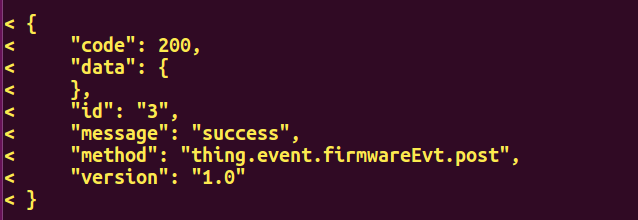 < {
<     "code": 200,
<     "data": {
<     },
<     "id": "3",
<     "message": "success",
<     "method": "thing.event.firmwareEvt.post",
<     "version": "1.0"
< }